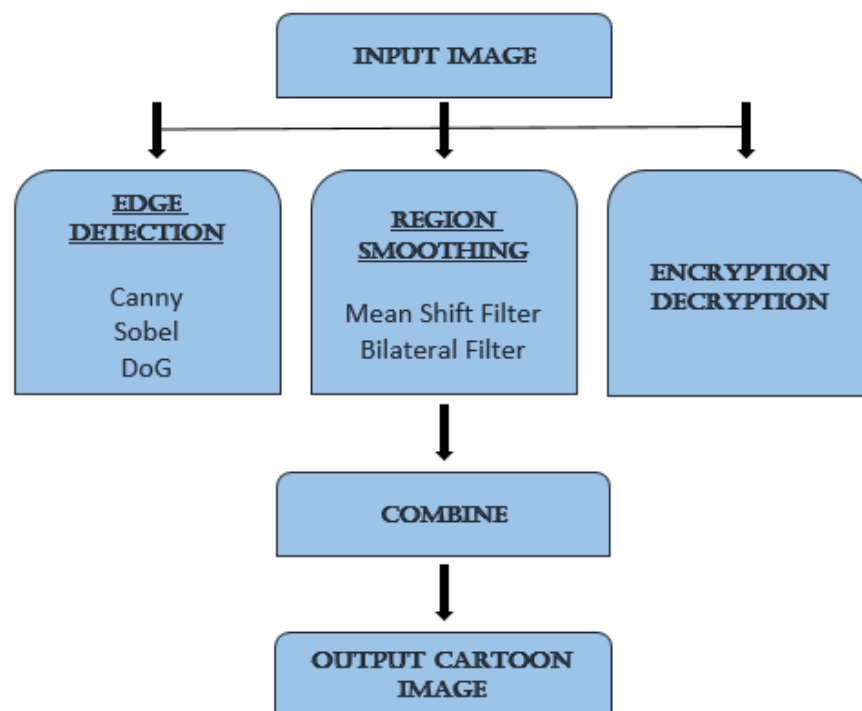 INPUT IMAGE
EDGE
DETECTION
Canny
Sobel
DoG
REGION
SMOOTHING
Mean Shift Filter
Bilateral Filter
ENCRYPTION
DECRYPTION
COMBINE
OUTPUT CARTOON
IMAGE